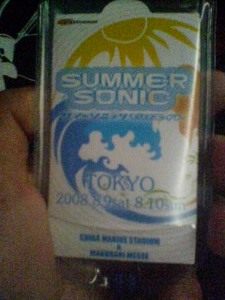 SUMMER
SONIC
TOKYO
2008.8.9sat 8.10sun
CHIBA MARINE STADIUM
&
MAKUHARI MESSE